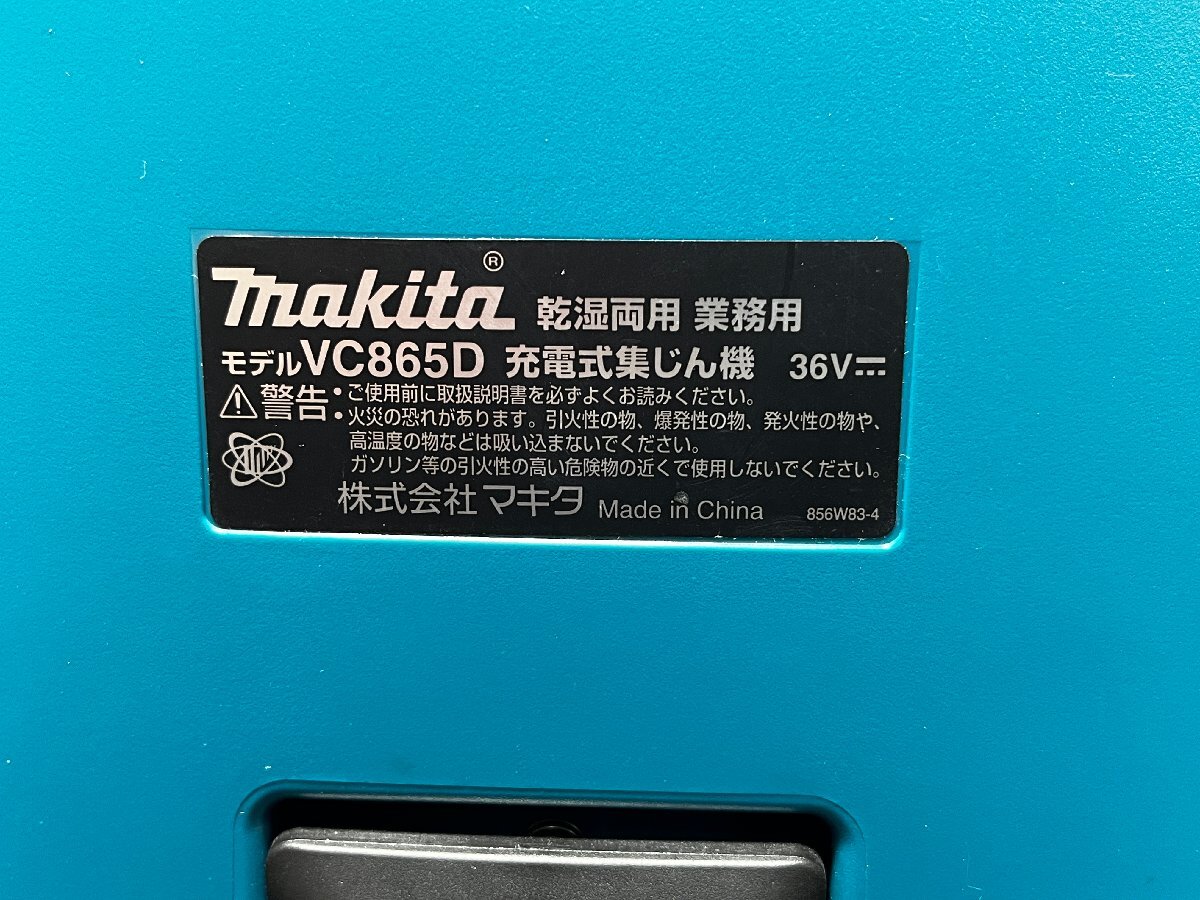 makita® 乾湿両用 業務用
モデルVC865D 充電式集じん機 36V⎓
⚠警告・ご使用前に取扱説明書を必ずよくお読みください。
・火災の恐れがあります。引火性の物、爆発性の物、発火性の物や、
高温度の物などは吸い込まないでください。
ガソリン等の引火性の高い危険物の近くで使用しないでください。
株式会社 マキタ Made in China 856W83-4